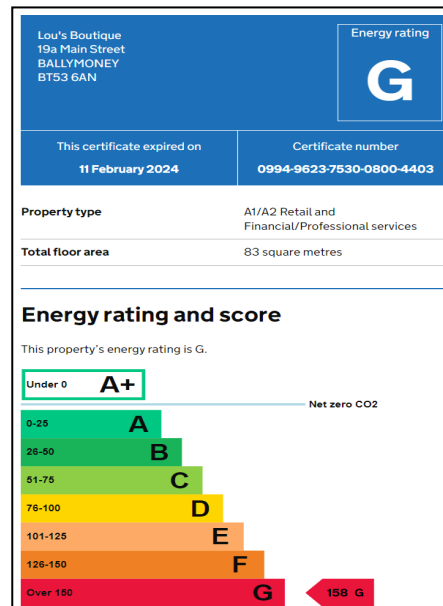 Lou's Boutique
19a Main Street
BALLYMONEY
BT53 6AN
Energy rating
G
This certificate expired on
11 February 2024
Certificate number
0994-9623-7530-0800-4403
Property type
A1/A2 Retail and
Financial/Professional services
Total floor area
83 square metres
Energy rating and score
This property's energy rating is G.
Under 0 A+
Net zero CO2
0-25 A
26-50 B
51-75 C
76-100 D
101-125 E
126-150 F
Over 150 G
158 G